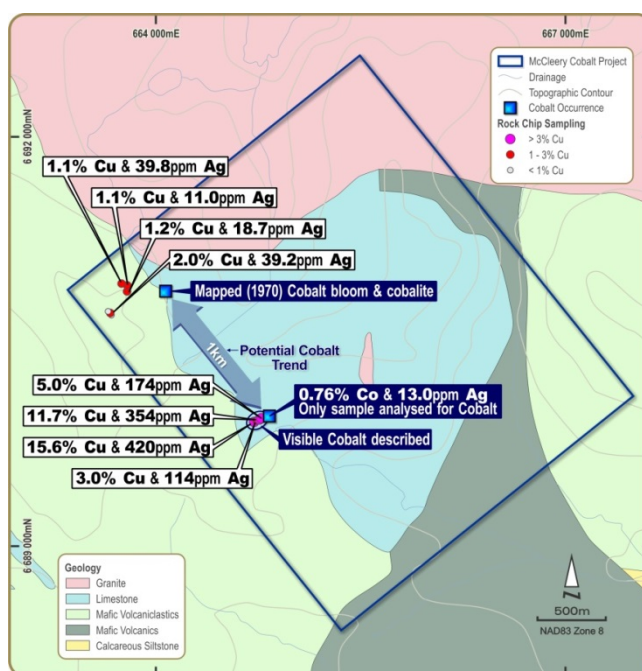 664 000mE
667 000mE
McCleery Cobalt Project
Drainage
Topographic Contour
Cobalt Occurrence
Rock Chip Sampling
> 3% Cu
1 - 3% Cu
< 1% Cu
6 692 000mN
1.1% Cu & 39.8ppm Ag
1.1% Cu & 11.0ppm Ag
1.2% Cu & 18.7ppm Ag
2.0% Cu & 39.2ppm Ag
Mapped (1970) Cobalt bloom & cobalite
1km
Potential Cobalt
Trend
5.0% Cu & 174ppm Ag
11.7% Cu & 354ppm Ag
15.6% Cu & 420ppm Ag
3.0% Cu & 114ppm Ag
0.76% Co & 13.0ppm Ag
Only sample analysed for Cobalt
Visible Cobalt described
6 689 000mN
Geology
Granite
Limestone
Mafic Volcaniclastics
Mafic Volcanics
Calcareous Siltstone
N
500m
NAD83 Zone 8